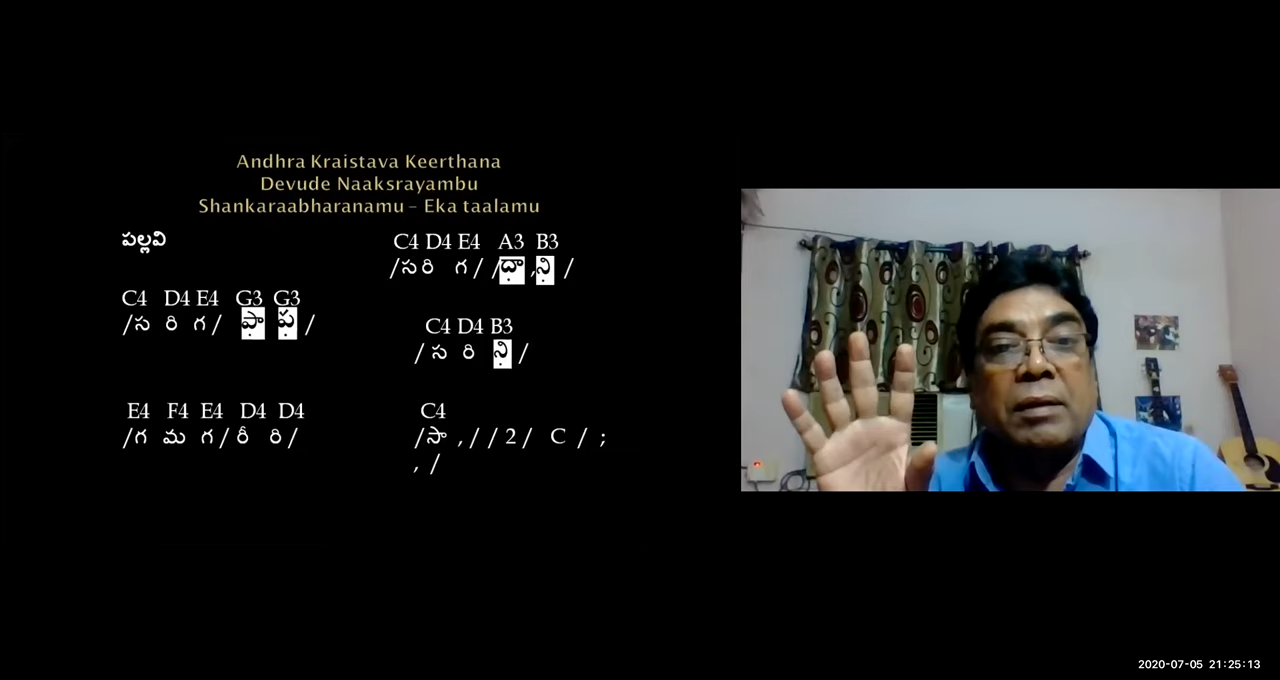 Andhra Kraistava Keerthana
Devude Naaksrayambu
Shankaraabharanamu – Eka taalamu
పల్లవి
C4 D4 E4 G3 G3
/స రి గ/ పా̣ ప̣ /
E4 F4 E4 D4 D4
/గ మ గ/రీ రి/
C4 D4 E4 A3 B3
/సరి గ/ /దా̣ ,ని̣ /
C4 D4 B3
/ స రి ని̣ /
C4
/సా ,//2/ C / ;
, /
2020-07-05 21:25:13